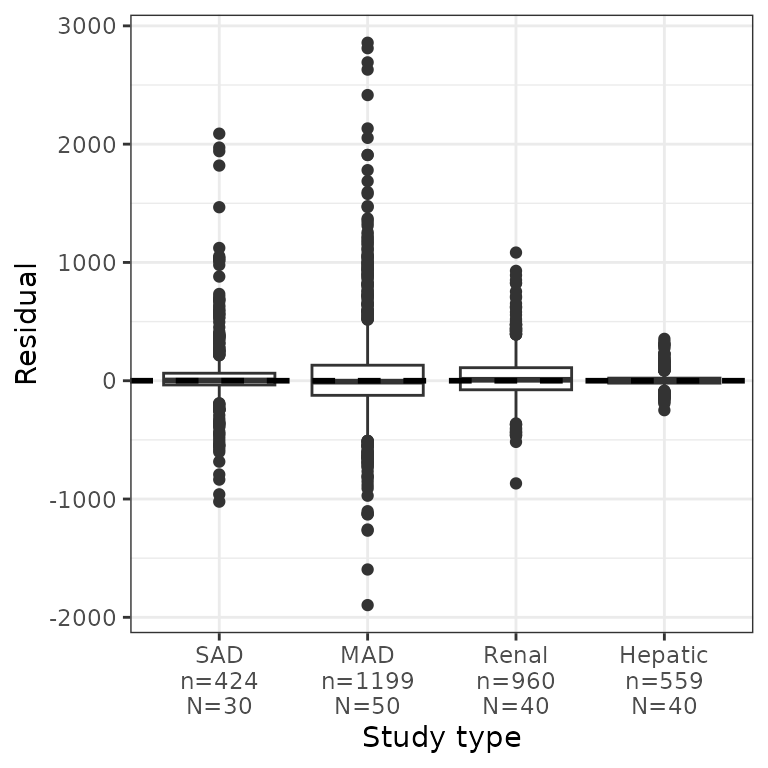 3000
2000
1000
0
-1000
-2000
Residual
SAD MAD Renal Hepatic
n=424 n=1199 n=960 n=559
N=30 N=50 N=40 N=40
Study type